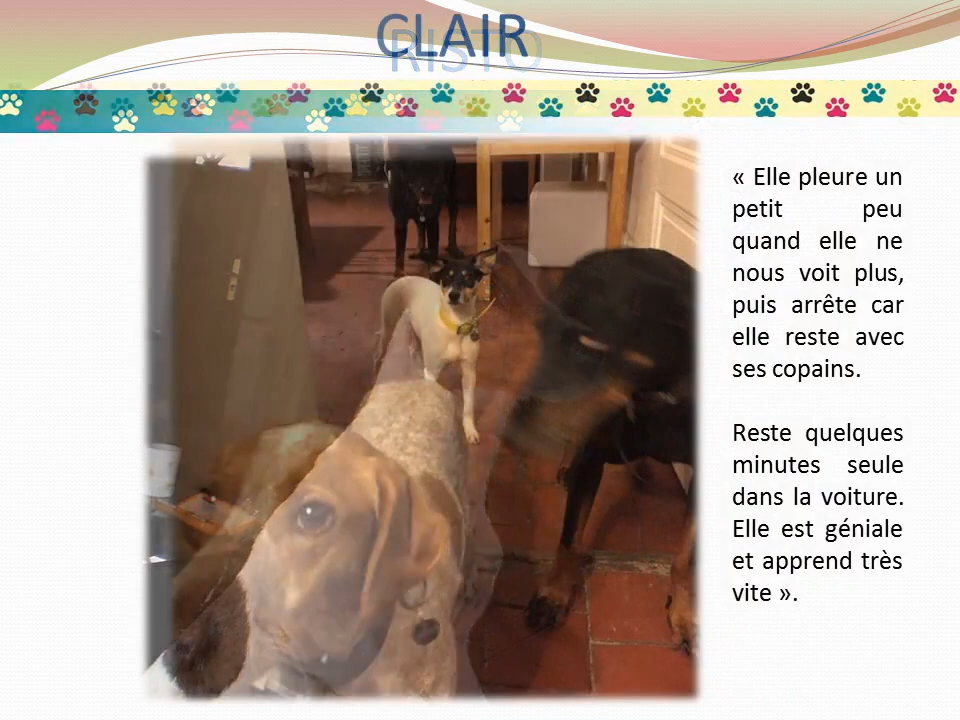 CLAIR
RISTO
« Elle pleure un
petit peu
quand elle ne
nous voit plus,
puis arrête car
elle reste avec
ses copains.
Reste quelques
minutes seule
dans la voiture.
Elle est géniale
et apprend très
vite ».